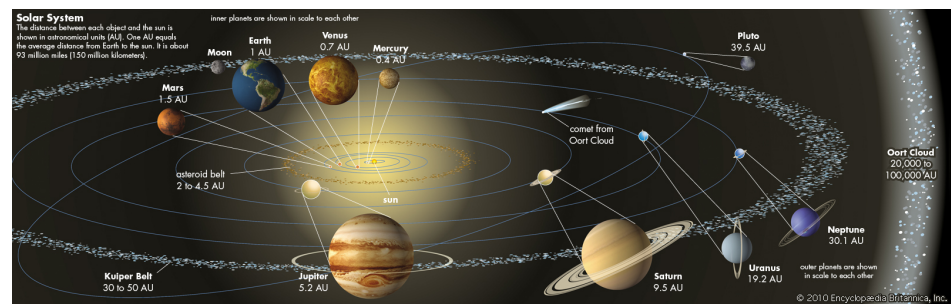 Solar System
The distance between each object and the sun is
shown in astronomical units (AU). One AU equals
the average distance from Earth to the sun. It is about
93 million miles (150 million kilometers).
inner planets are shown in scale to each other
Moon
Earth
1 AU
Venus
0.7 AU
Mercury
0.4 AU
Pluto
39.5 AU
Mars
1.5 AU
comet from
Oort Cloud
Oort Cloud
20,000 to
100,000 AU
asteroid belt
2 to 4.5 AU
sun
Neptune
30.1 AU
Kuiper Belt
30 to 50 AU
Jupiter
5.2 AU
Saturn
9.5 AU
Uranus
19.2 AU
outer planets are shown
in scale to each other
© 2010 Encyclopædia Britannica, Inc.